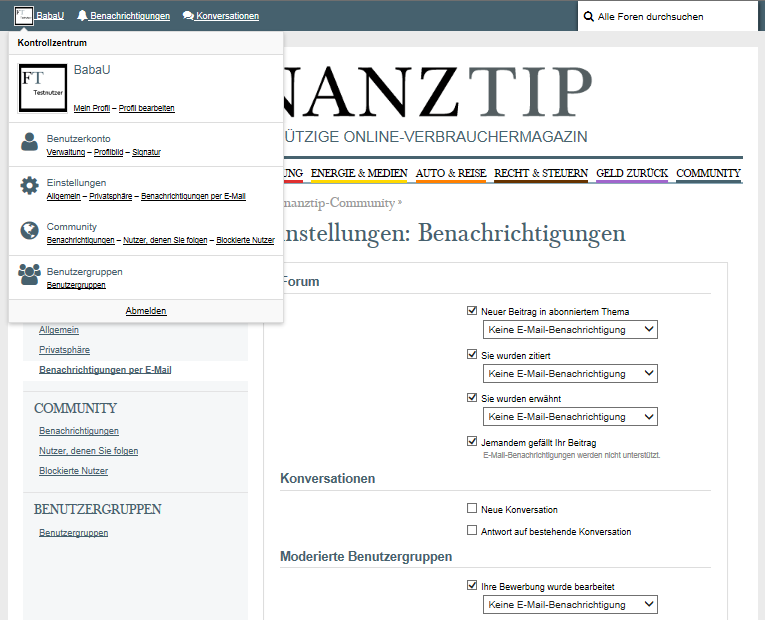 BabaU Benachrichtigungen Konversationen
Alle Foren durchsuchen
Kontrollzentrum
FT
Testnutzer
BabaU
Mein Profil – Profil bearbeiten
Benutzerkonto
Verwaltung – Profilbild – Signatur
Einstellungen
Allgemein – Privatsphäre – Benachrichtigungen per E-Mail
Community
Benachrichtigungen – Nutzer, denen Sie folgen – Blockierte Nutzer
Benutzergruppen
Benutzergruppen
Abmelden
NANZTIP
ÜTZIGE ONLINE-VERBRAUCHERMAGAZIN
UNG ENERGIE & MEDIEN AUTO & REISE RECHT & STEUERN GELD ZURÜCK COMMUNITY
nanztip-Community »
instellungen: Benachrichtigungen
Allgemein
Privatsphäre
Benachrichtigungen per E-Mail
COMMUNITY
Benachrichtigungen
Nutzer, denen Sie folgen
Blockierte Nutzer
BENUTZERGRUPPEN
Benutzergruppen
Forum
Neuer Beitrag in abonniertem Thema
Keine E-Mail-Benachrichtigung
Sie wurden zitiert
Keine E-Mail-Benachrichtigung
Sie wurden erwähnt
Keine E-Mail-Benachrichtigung
Jemandem gefällt Ihr Beitrag
E-Mail-Benachrichtigungen werden nicht unterstützt.
Konversationen
Neue Konversation
Antwort auf bestehende Konversation
Moderierte Benutzergruppen
Ihre Bewerbung wurde bearbeitet
Keine E-Mail-Benachrichtigung